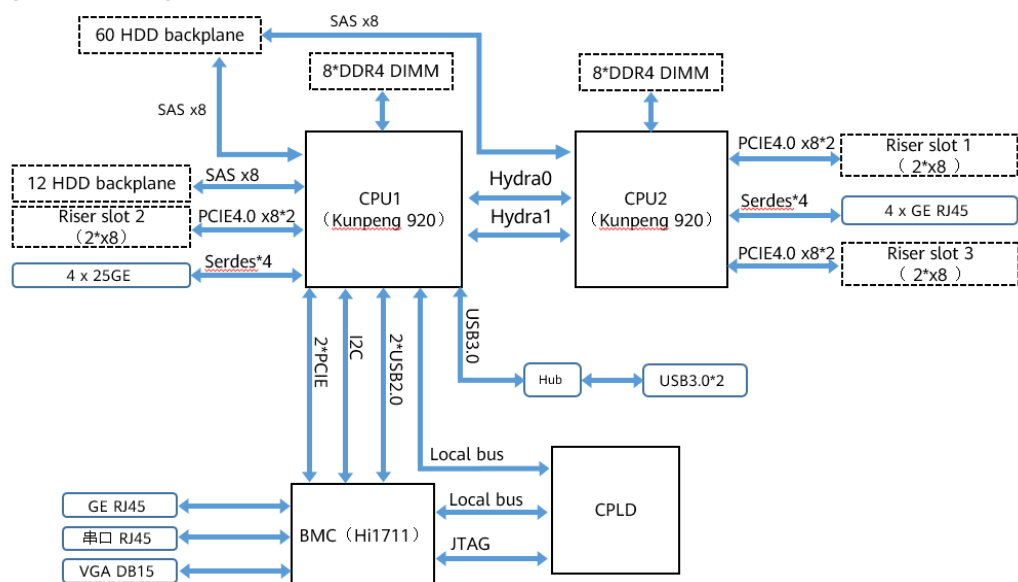 SAS x8
60 HDD backplane
8*DDR4 DIMM
8*DDR4 DIMM
SAS x8
PCIE4.0 x8*2
Riser slot 1
（ 2*x8 ）
12 HDD backplane
SAS x8
CPU1
（Kunpeng 920）
Hydra0
CPU2
（Kunpeng 920）
Riser slot 2
（2*x8）
PCIE4.0 x8*2
Hydra1
Serdes*4
4 x GE RJ45
4 x 25GE
Serdes*4
PCIE4.0 x8*2
Riser slot 3
（ 2*x8 ）
2*PCIE
I2C
2*USB2.0
USB3.0
Hub
USB3.0*2
Local bus
GE RJ45
串口 RJ45
VGA DB15
BMC（Hi1711）
Local bus
JTAG
CPLD